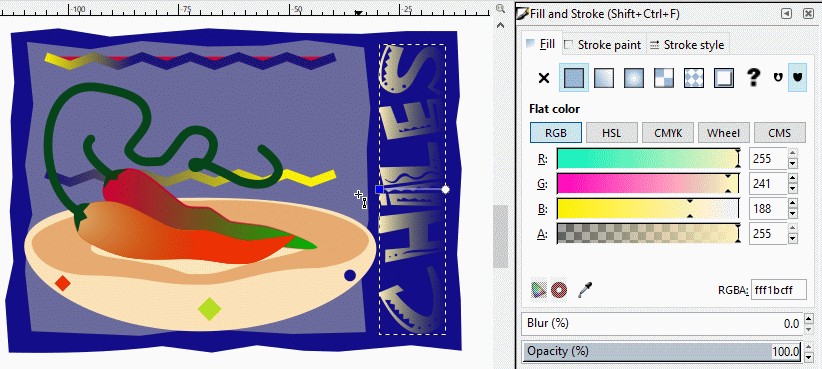 -100 -75 -50 -25
CHILES
Fill and Stroke (Shift+Ctrl+F)
Fill Stroke paint Stroke style
Flat color
RGB HSL CMYK Wheel CMS
R: 255
G: 241
B: 188
A: 255
RGBA: fff1bcff
Blur (%) 0.0
Opacity (%) 100.0